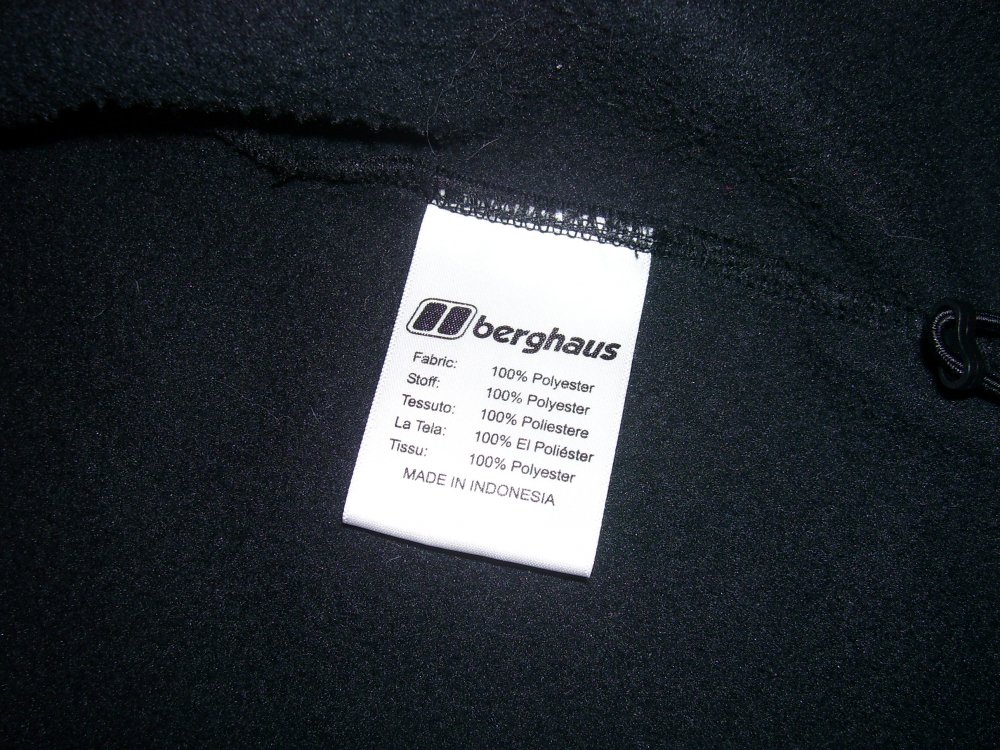 berghaus
Fabric: 100% Polyester
Stoff: 100% Polyester
Tessuto: 100% Poliestere
La Tela: 100% El Poliéster
Tissu: 100% Polyester
MADE IN INDONESIA